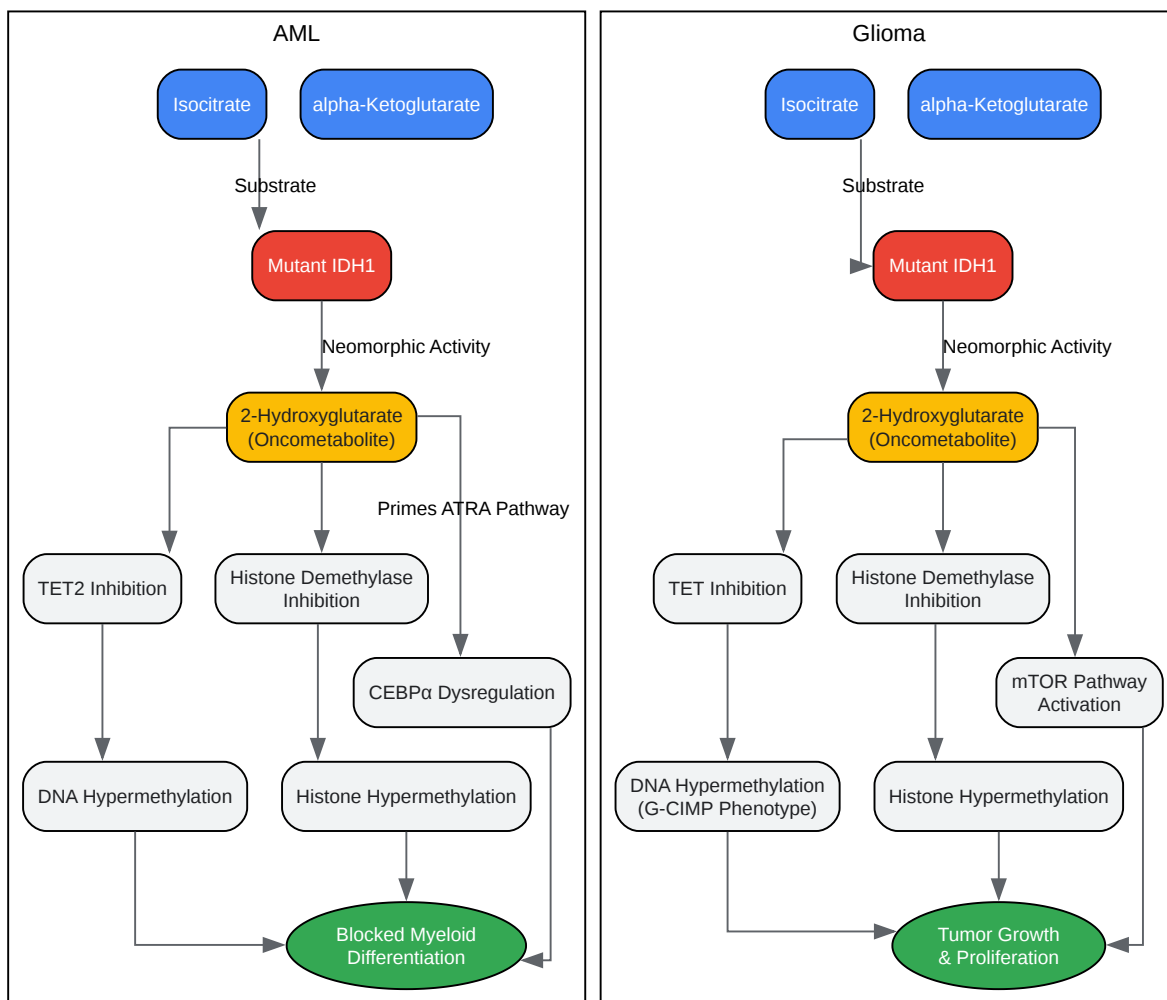 AML
Isocitrate
alpha-Ketoglutarate
Substrate
Mutant IDH1
Neomorphic Activity
2-Hydroxyglutarate
(Oncometabolite)
Primes ATRA Pathway
TET2 Inhibition
Histone Demethylase
Inhibition
CEBPα Dysregulation
DNA Hypermethylation
Histone Hypermethylation
Blocked Myeloid
Differentiation
Glioma
Isocitrate
alpha-Ketoglutarate
Substrate
Mutant IDH1
Neomorphic Activity
2-Hydroxyglutarate
(Oncometabolite)
TET Inhibition
Histone Demethylase
Inhibition
mTOR Pathway
Activation
DNA Hypermethylation
(G-CIMP Phenotype)
Histone Hypermethylation
Tumor Growth
& Proliferation